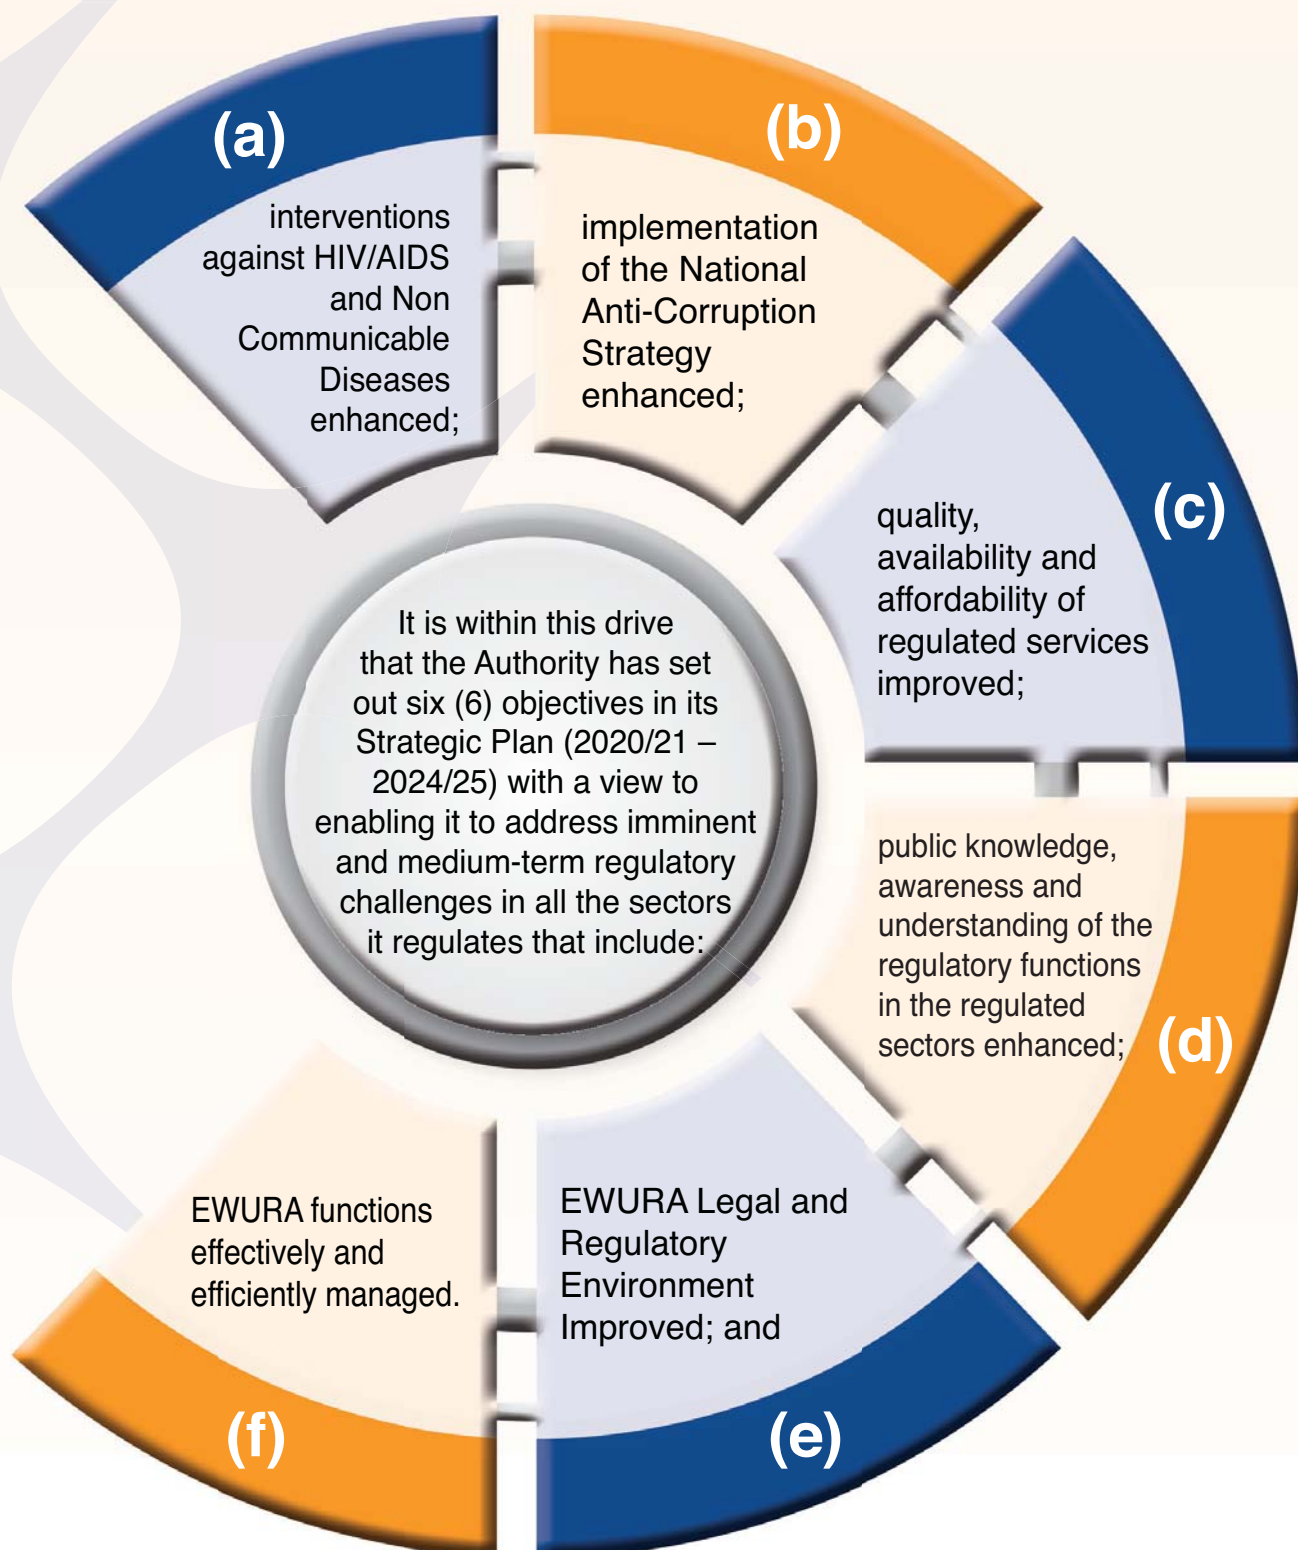 It is within this drive
that the Authority has set
out six (6) objectives in its
Strategic Plan (2020/21 –
2024/25) with a view to
enabling it to address imminent
and medium-term regulatory
challenges in all the sectors
it regulates that include:
(a)
interventions
against HIV/AIDS
and Non
Communicable
Diseases
enhanced;
(b)
implementation
of the National
Anti-Corruption
Strategy
enhanced;
(c)
quality,
availability and
affordability of
regulated services
improved;
(d)
public knowledge,
awareness and
understanding of the
regulatory functions
in the regulated
sectors enhanced;
(e)
EWURA Legal and
Regulatory
Environment
Improved; and
(f)
EWURA functions
effectively and
efficiently managed.